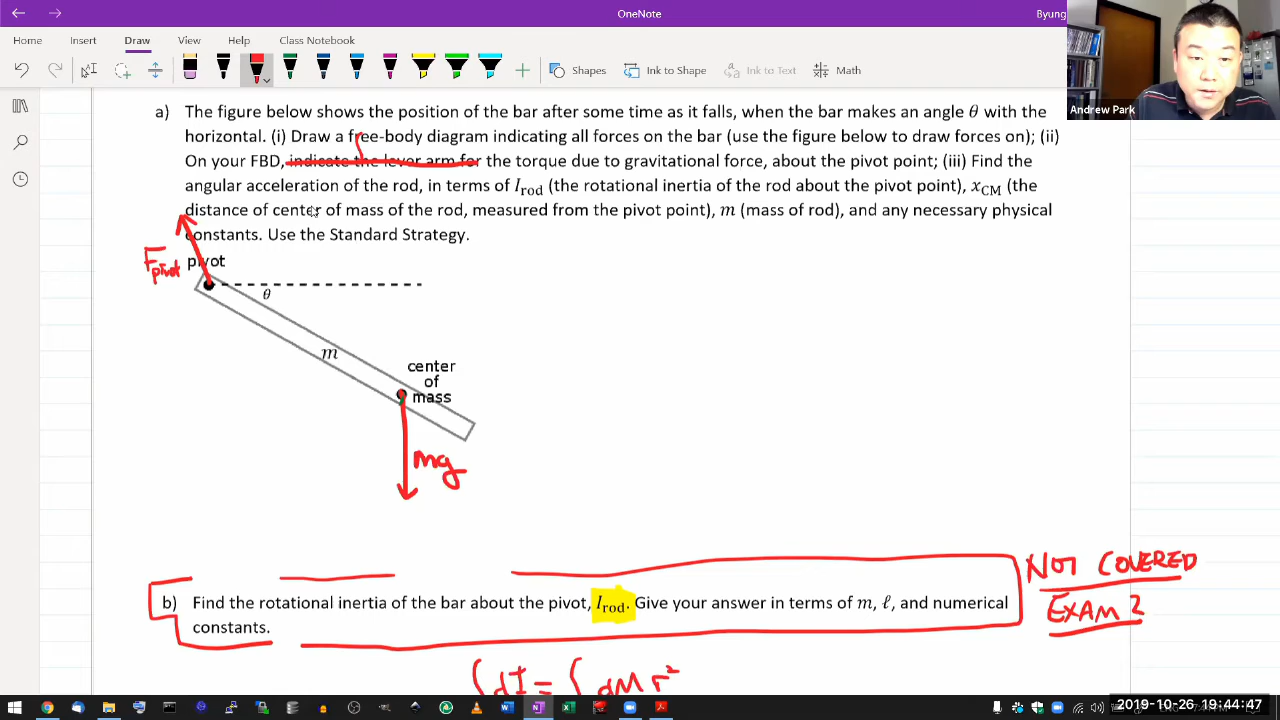 OneNote
Byung
Home Insert Draw View Help Class Notebook
Shapes Ink to Shape Ink to Text Math
Andrew Park
a) The figure below shows the position of the bar after some time as it falls, when the bar makes an angle θ with the
horizontal. (i) Draw a free-body diagram indicating all forces on the bar (use the figure below to draw forces on); (ii)
On your FBD, indicate the lever arm for the torque due to gravitational force, about the pivot point; (iii) Find the
angular acceleration of the rod, in terms of I_rod (the rotational inertia of the rod about the pivot point), x_CM (the
distance of center of mass of the rod, measured from the pivot point), m (mass of rod), and any necessary physical
constants. Use the Standard Strategy.
F_pivot
pivot
θ
m
center
of
mass
mg
NOT COVERED
EXAM 2
b) Find the rotational inertia of the bar about the pivot, I_rod. Give your answer in terms of m, ℓ, and numerical
constants.
∫dI = ∫dM r²
2019-10-26 19:44:47